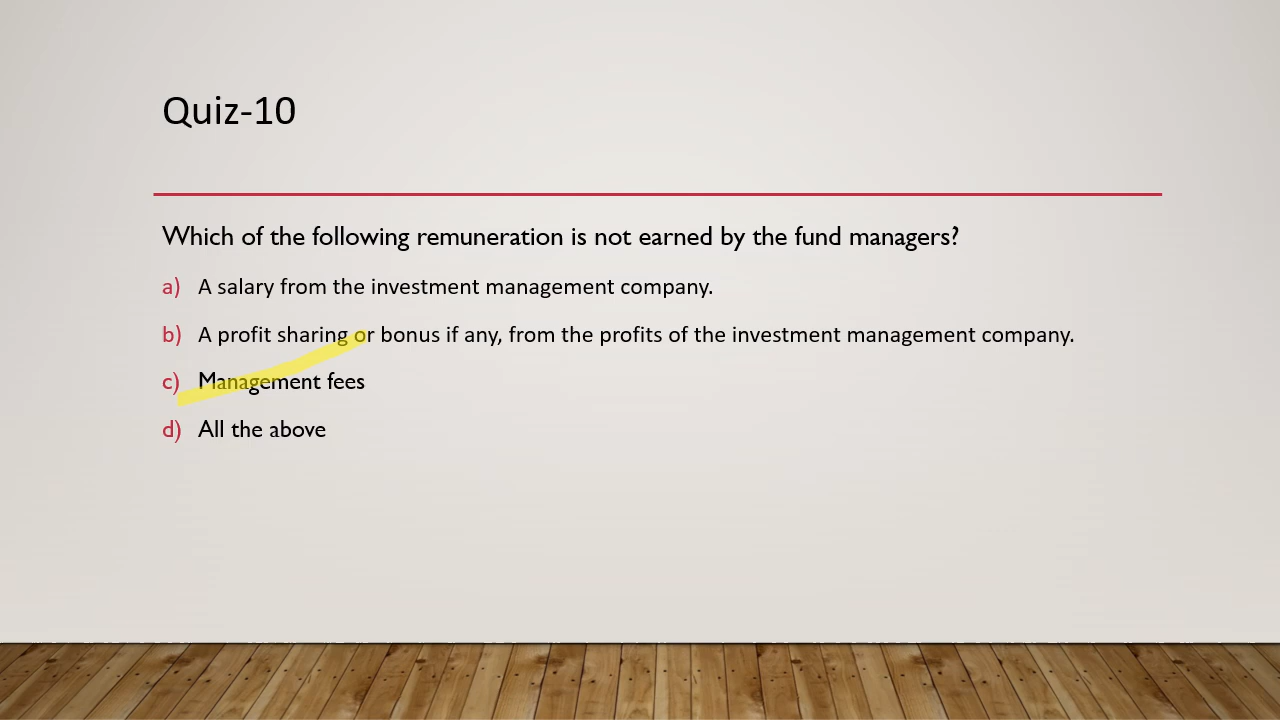 Quiz-10
Which of the following remuneration is not earned by the fund managers?
a) A salary from the investment management company.
b) A profit sharing or bonus if any, from the profits of the investment management company.
c) Management fees
d) All the above